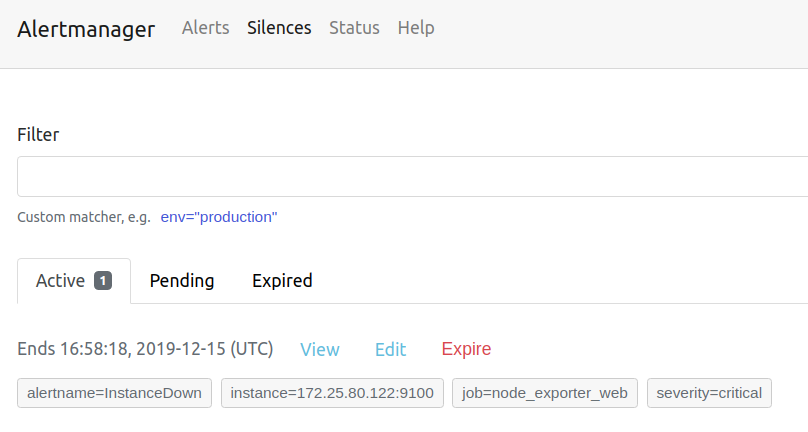 Alertmanager Alerts Silences Status Help
Filter
Custom matcher, e.g. env="production"
Active 1 Pending Expired
Ends 16:58:18, 2019-12-15 (UTC) View Edit Expire
alertname=InstanceDown instance=172.25.80.122:9100 job=node_exporter_web severity=critical